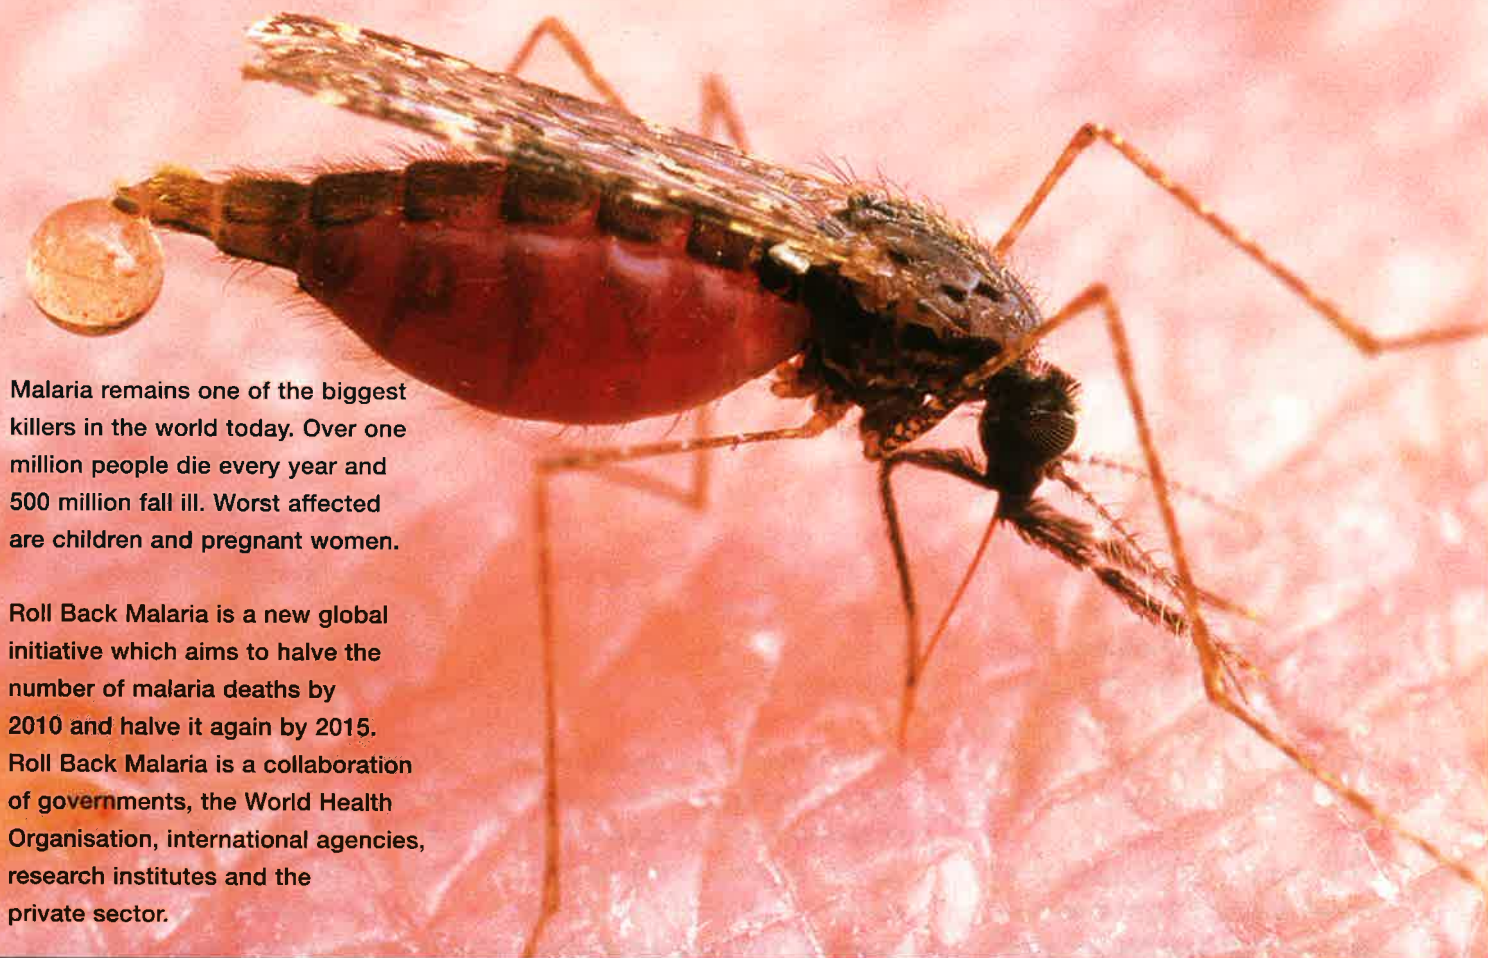 Malaria remains one of the biggest
killers in the world today. Over one
million people die every year and
500 million fall ill. Worst affected
are children and pregnant women.
Roll Back Malaria is a new global
initiative which aims to halve the
number of malaria deaths by
2010 and halve it again by 2015.
Roll Back Malaria is a collaboration
of governments, the World Health
Organisation, international agencies,
research institutes and the
private sector.